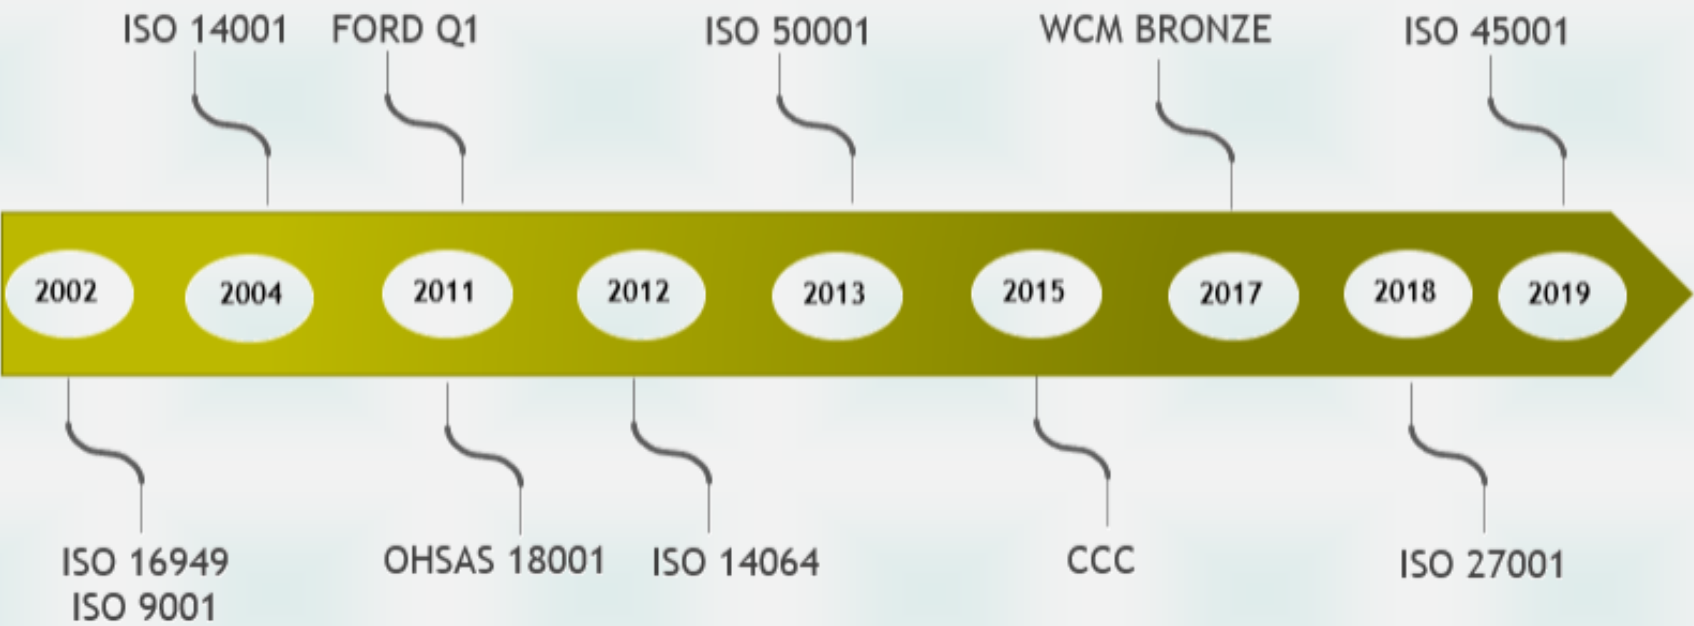 ISO 14001
FORD Q1
ISO 50001
WCM BRONZE
ISO 45001
2002
2004
2011
2012
2013
2015
2017
2018
2019
ISO 16949
ISO 9001
OHSAS 18001
ISO 14064
CCC
ISO 27001